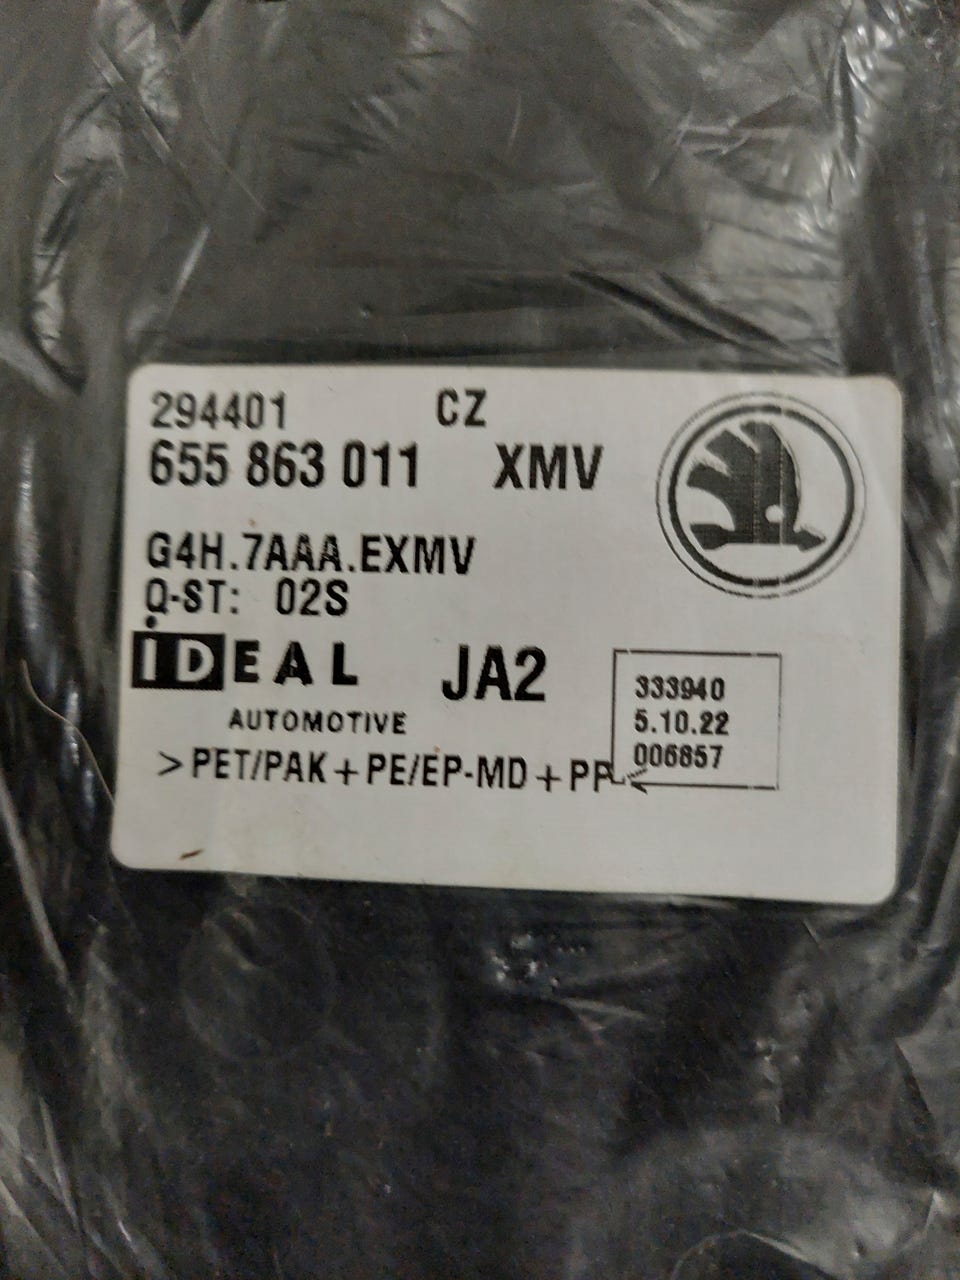 294401 CZ
655 863 011 XMV
G4H.7AAA.EXMV
Q-ST: 02S
IDEAL JA2
AUTOMOTIVE
333940
5.10.22
006857
>PET/PAK+PE/EP-MD+PP<